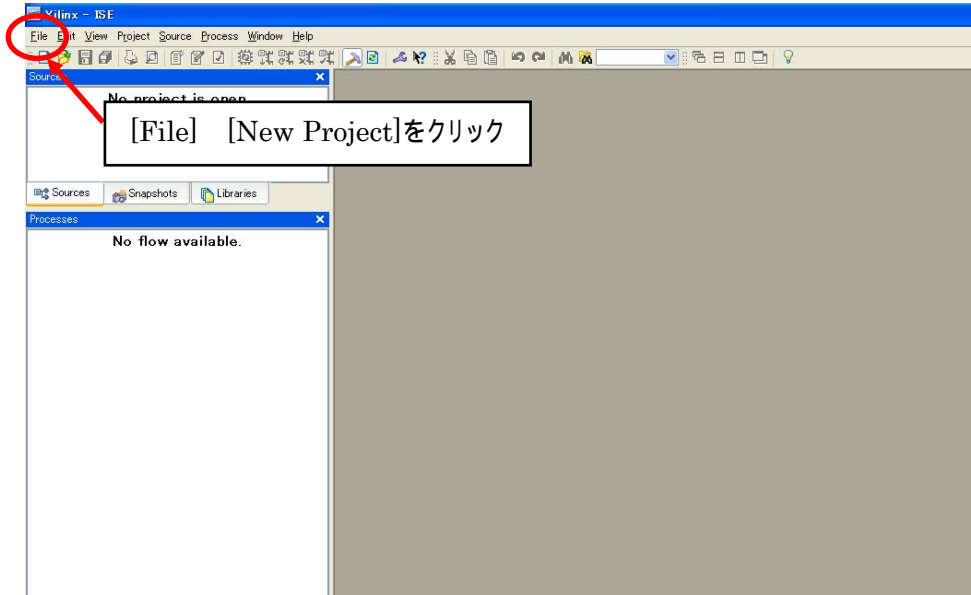 Xilinx - ISE
File Edit View Project Source Process Window Help
Sources
No project is open
[File] [New Project]をクリック
Sources Snapshots Libraries
Processes
No flow available.